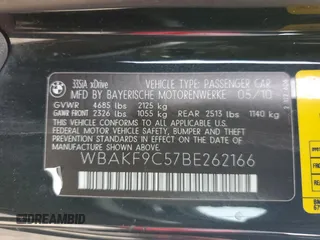 335iA xDrive
VEHICLE TYPE: PASSENGER CAR
MFD BY BAYERISCHE MOTORENWERKE 05/10
GVWR 4685 lbs 2125 kg
GAWR FRONT 2326 lbs 1055 kg REAR 2513 lbs 1140 kg
THIS VEHICLE CONFORMS TO ALL APPLICABLE
FEDERAL MOTOR VEHICLE SAFETY, BUMPER,
AND THEFT PREVENTION STANDARDS IN EFFECT
ON THE DATE OF MANUFACTURE SHOWN ABOVE.
WBAKF9C57BE262166
DREAMBID